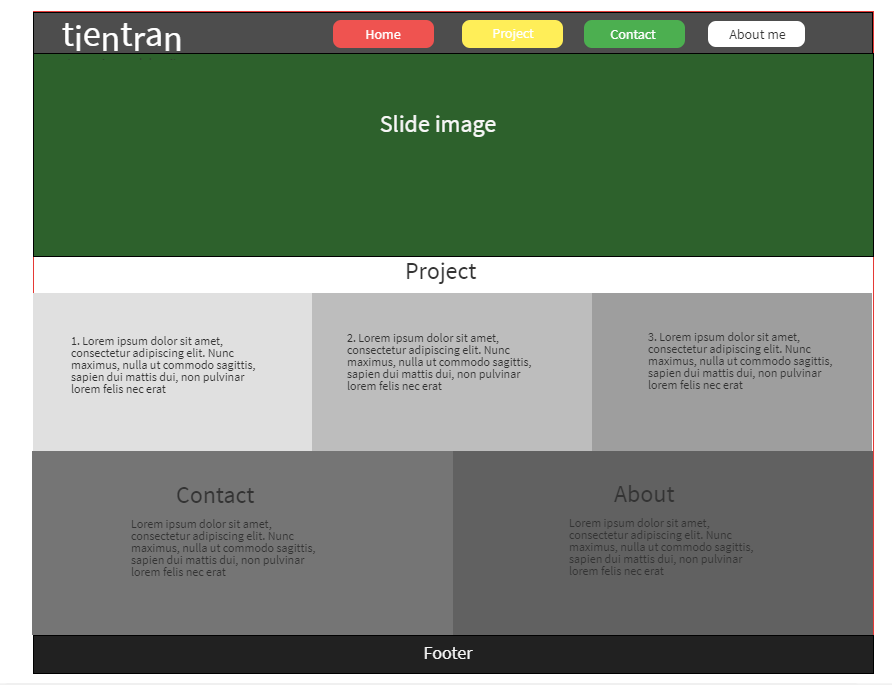 tientran
Home
Project
Contact
About me
Slide image
Project
1. Lorem ipsum dolor sit amet,
consectetur adipiscing elit. Nunc
maximus, nulla ut commodo sagittis,
sapien dui mattis dui, non pulvinar
lorem felis nec erat
2. Lorem ipsum dolor sit amet,
consectetur adipiscing elit. Nunc
maximus, nulla ut commodo sagittis,
sapien dui mattis dui, non pulvinar
lorem felis nec erat
3. Lorem ipsum dolor sit amet,
consectetur adipiscing elit. Nunc
maximus, nulla ut commodo sagittis,
sapien dui mattis dui, non pulvinar
lorem felis nec erat
Contact
Lorem ipsum dolor sit amet,
consectetur adipiscing elit. Nunc
maximus, nulla ut commodo sagittis,
sapien dui mattis dui, non pulvinar
lorem felis nec erat
About
Lorem ipsum dolor sit amet,
consectetur adipiscing elit. Nunc
maximus, nulla ut commodo sagittis,
sapien dui mattis dui, non pulvinar
lorem felis nec erat
Footer